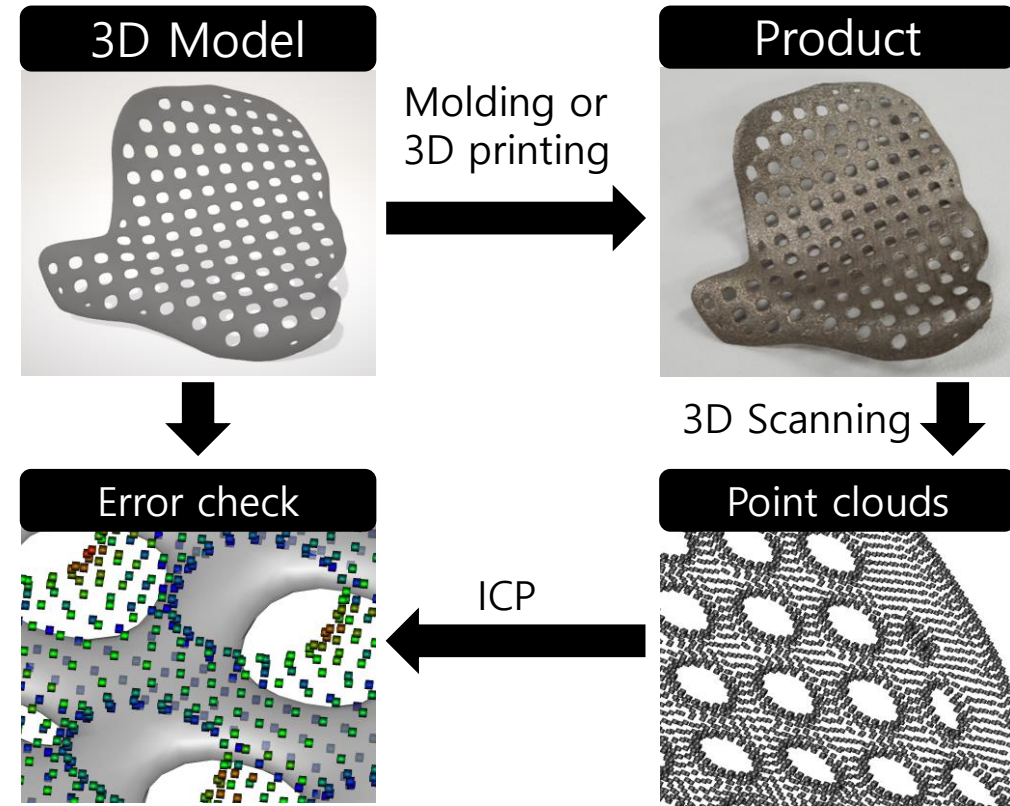 3D Model
Product
Molding or
3D printing
3D Scanning
Error check
Point clouds
ICP